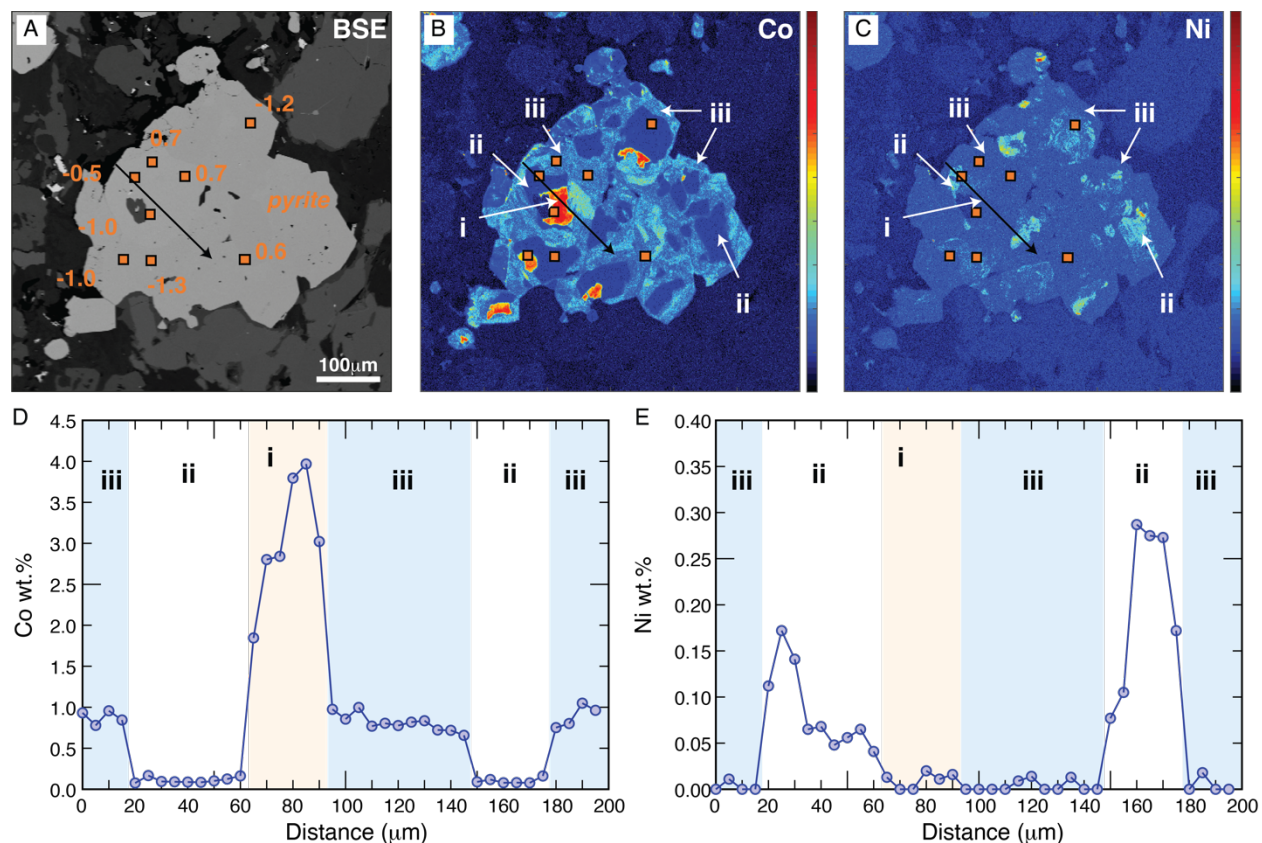 A BSE
-1.2
0.7
-0.5 0.7
pyrite
-1.0
0.6
-1.0 -1.3
100μm
B Co
iii iii
ii
i
ii
C Ni
iii iii
ii
i
ii
D
4.5
4.0
3.5
3.0
2.5
2.0
1.5
1.0
0.5
0.0
Co wt.%
iii ii i iii ii iii
0 20 40 60 80 100 120 140 160 180 200
Distance (μm)
E
0.40
0.35
0.30
0.25
0.20
0.15
0.10
0.05
0.00
Ni wt.%
iii ii i iii ii iii
0 20 40 60 80 100 120 140 160 180 200
Distance (μm)